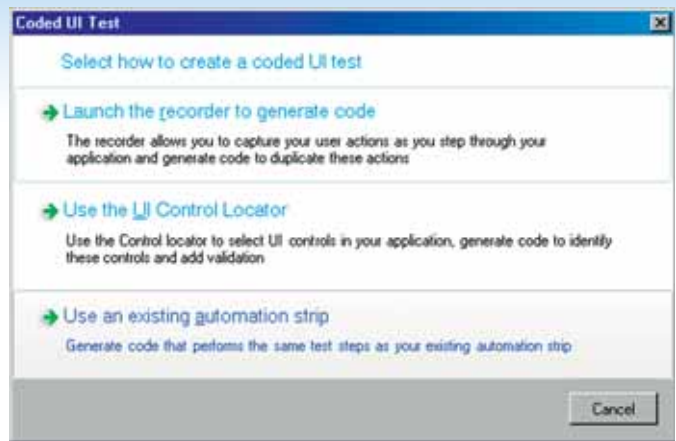 Coded UI Test
Select how to create a coded UI test
Launch the recorder to generate code
The recorder allows you to capture your user actions as you step through your
application and generate code to duplicate these actions
Use the UI Control Locator
Use the Control locator to select UI controls in your application, generate code to identify
these controls and add validation
Use an existing automation strip
Generate code that performs the same test steps as your existing automation strip
Cancel